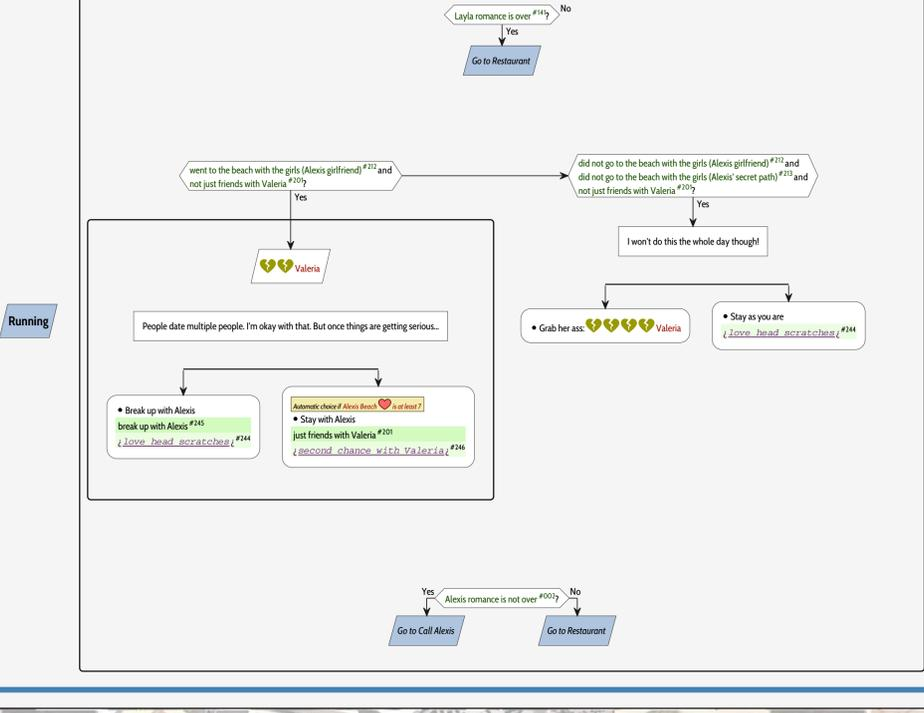 Layla romance is over #141?
No
Yes
Go to Restaurant
went to the beach with the girls (Alexis girlfriend) #212 and
not just friends with Valeria #201?
did not go to the beach with the girls (Alexis girlfriend) #212 and
did not go to the beach with the girls (Alexis' secret path) #213 and
not just friends with Valeria #201?
Yes
Yes
I won't do this the whole day though!
Valeria
Running
People date multiple people. I'm okay with that. But once things are getting serious...
• Grab her ass: Valeria
• Stay as you are
¿love head scratches¿ #244
• Break up with Alexis
break up with Alexis #245
¿love head scratches¿ #244
Automatic choice if Alexis Beach ❤ is at least 7
• Stay with Alexis
just friends with Valeria #201
¿second chance with Valeria¿ #246
Yes
Alexis romance is not over #002?
No
Go to Call Alexis
Go to Restaurant